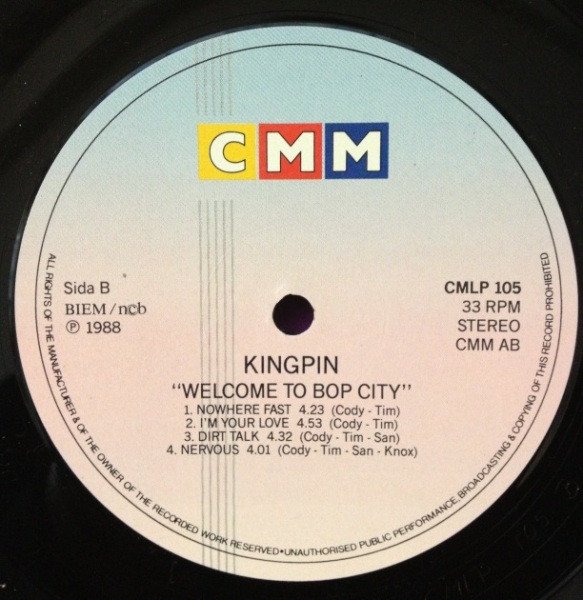 CMM
Sida B
BIEM/ncb
℗ 1988
CMLP 105
33 RPM
STEREO
CMM AB
KINGPIN
"WELCOME TO BOP CITY"
1. NOWHERE FAST 4.23 (Cody - Tim)
2. I'M YOUR LOVE 4.53 (Cody - Tim)
3. DIRT TALK 4.32 (Cody - Tim - San)
4. NERVOUS 4.01 (Cody - Tim - San - Knox)
ALL RIGHTS OF THE MANUFACTURER & OF THE OWNER OF THE RECORDED WORK RESERVED•UNAUTHORISED PUBLIC PERFORMANCE, BROADCASTING & COPYING OF THIS RECORD PROHIBITED